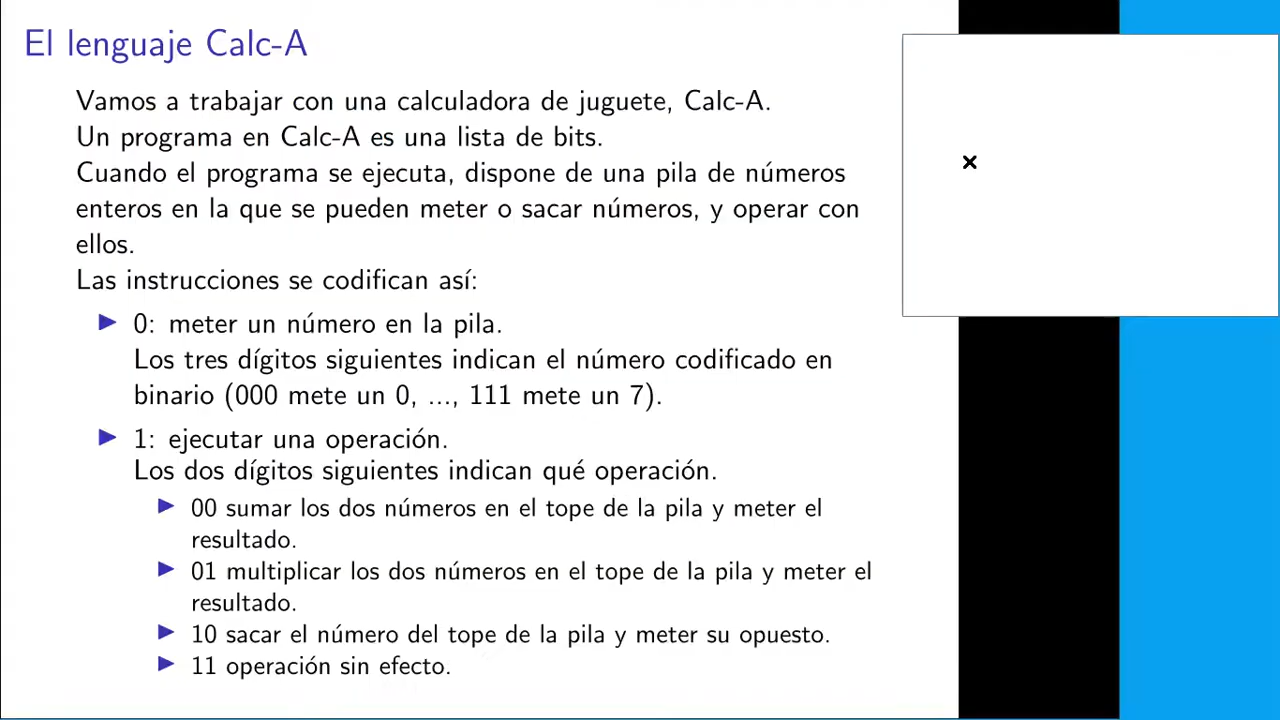 El lenguaje Calc-A
Vamos a trabajar con una calculadora de juguete, Calc-A.
Un programa en Calc-A es una lista de bits.
Cuando el programa se ejecuta, dispone de una pila de números
enteros en la que se pueden meter o sacar números, y operar con
ellos.
Las instrucciones se codifican así:
0: meter un número en la pila.
Los tres dígitos siguientes indican el número codificado en
binario (000 mete un 0, ..., 111 mete un 7).
1: ejecutar una operación.
Los dos dígitos siguientes indican qué operación.
00 sumar los dos números en el tope de la pila y meter el
resultado.
01 multiplicar los dos números en el tope de la pila y meter el
resultado.
10 sacar el número del tope de la pila y meter su opuesto.
11 operación sin efecto.